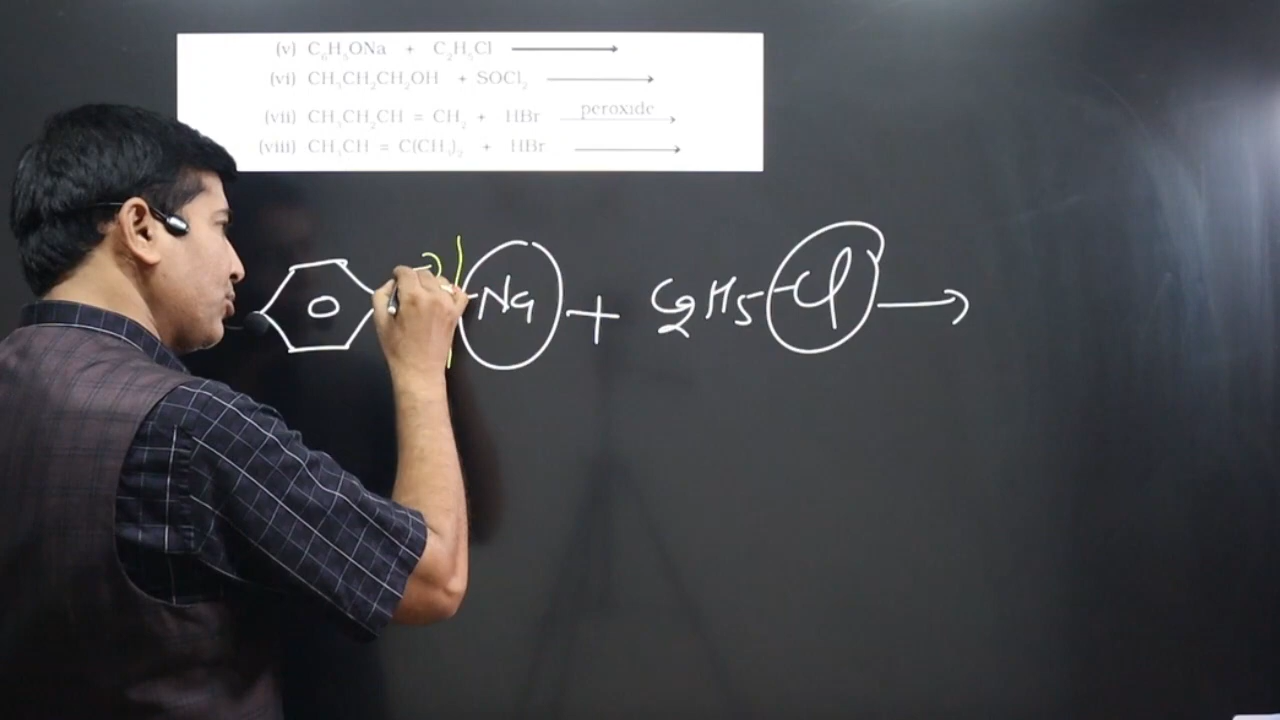 (v) C₆H₅ONa + C₂H₅Cl ⟶
(vi) CH₃CH₂CH₂OH + SOCl₂ ⟶
(vii) CH₃CH₂CH = CH₂ + HBr peroxide ⟶
(viii) CH₃CH = C(CH₃)₂ + HBr ⟶
Na + C₂H₅-Cl ⟶